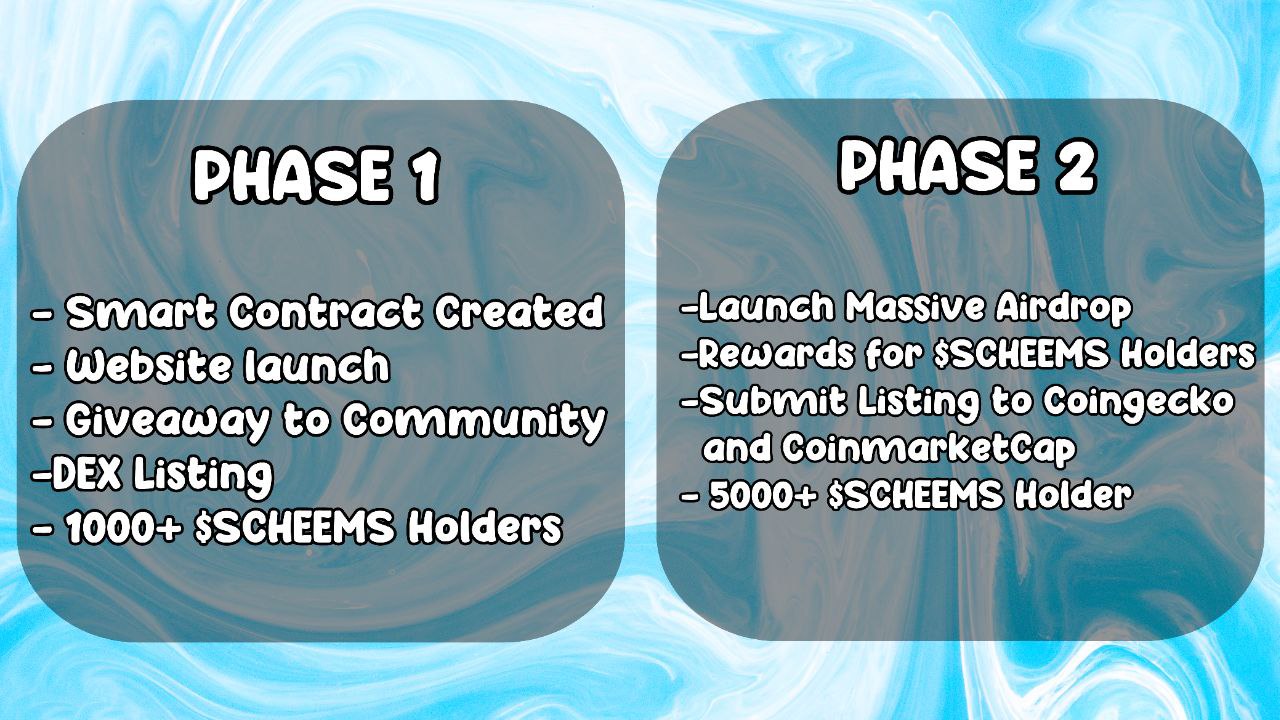 PHASE 1
- Smart Contract Created
- Website launch
- Giveaway to Community
-DEX Listing
- 1000+ $SCHEEMS Holders
PHASE 2
-Launch Massive Airdrop
-Rewards for $SCHEEMS Holders
-Submit Listing to Coingecko
and CoinmarketCap
- 5000+ $SCHEEMS Holder